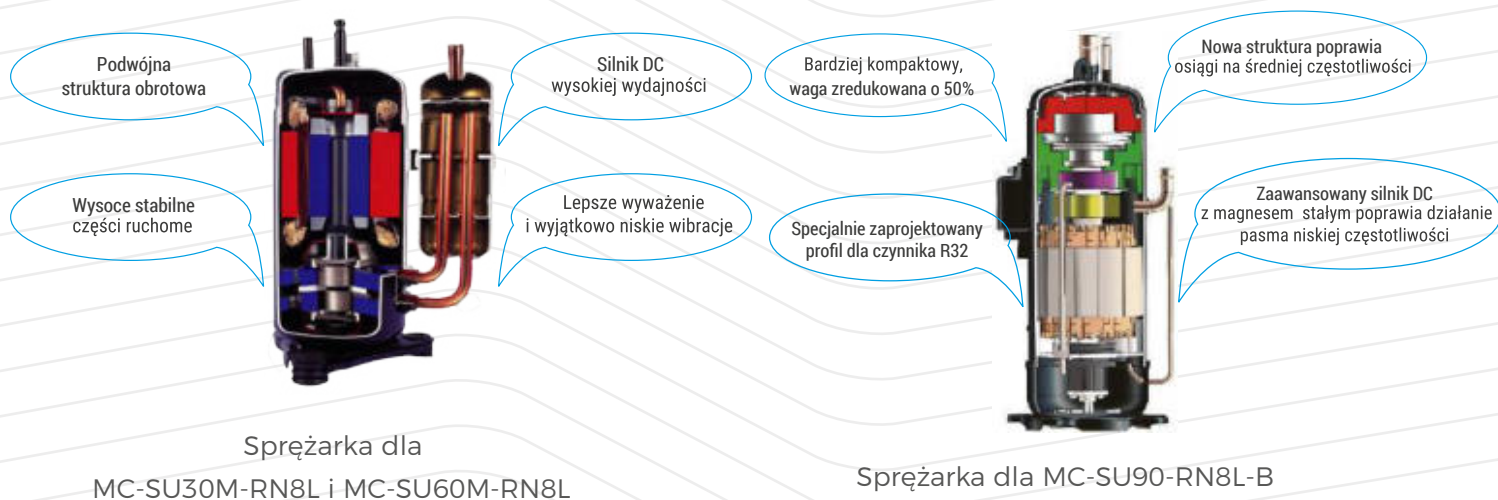 Podwójna
struktura obrotowa
Silnik DC
wysokiej wydajności
Wysoce stabilne
części ruchome
Lepsze wyważenie
i wyjątkowo niskie wibracje
Sprężarka dla
MC-SU30M-RN8L i MC-SU60M-RN8L
Bardziej kompaktowy,
waga zredukowana o 50%
Nowa struktura poprawia
osiągi na średniej częstotliwości
Specjalnie zaprojektowany
profil dla czynnika R32
Zaawansowany silnik DC
z magnesem stałym poprawia działanie
pasma niskiej częstotliwości
Sprężarka dla MC-SU90-RN8L-B